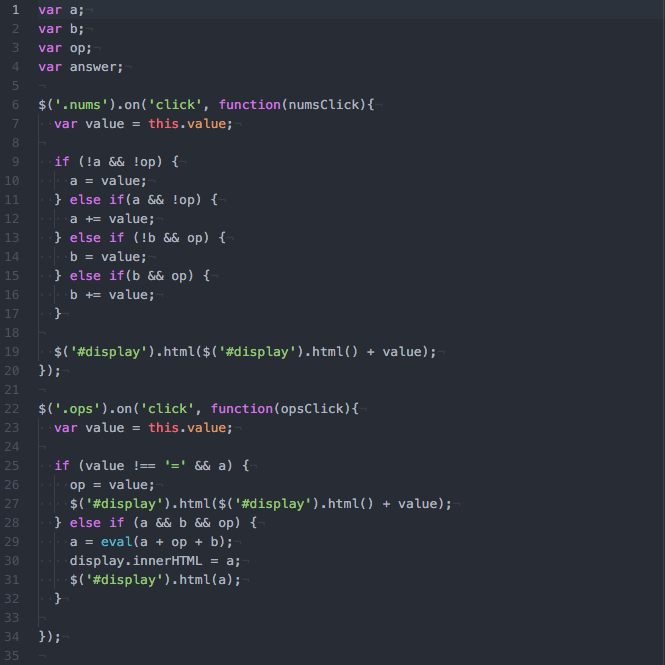 1 var a;
2 var b;
3 var op;
4 var answer;
5
6 $('.nums').on('click', function(numsClick){
7   var value = this.value;
8
9   if (!a && !op) {
10     a = value;
11   } else if(a && !op) {
12     a += value;
13   } else if (!b && op) {
14     b = value;
15   } else if(b && op) {
16     b += value;
17   }
18
19   $('#display').html($('#display').html() + value);
20 });
21
22 $('.ops').on('click', function(opsClick){
23   var value = this.value;
24
25   if (value !== '=' && a) {
26     op = value;
27     $('#display').html($('#display').html() + value);
28   } else if (a && b && op) {
29     a = eval(a + op + b);
30     display.innerHTML = a;
31     $('#display').html(a);
32   }
33
34 });
35